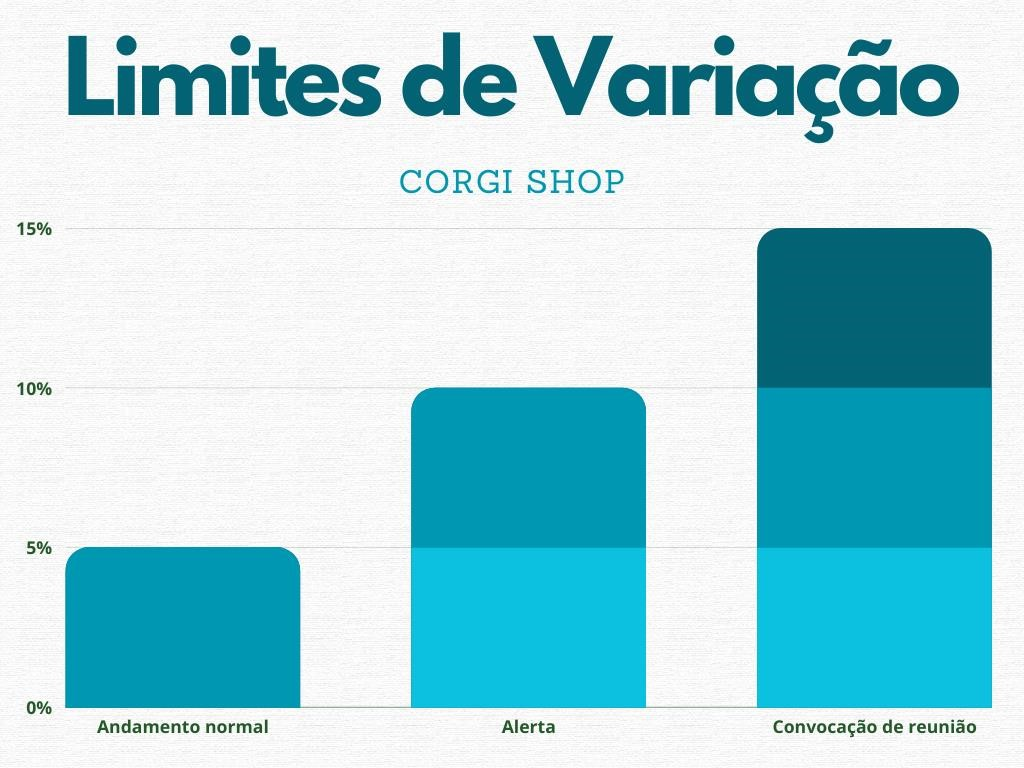 Limites de Variação
CORGI SHOP
15%
10%
5%
0%
Andamento normal
Alerta
Convocação de reunião